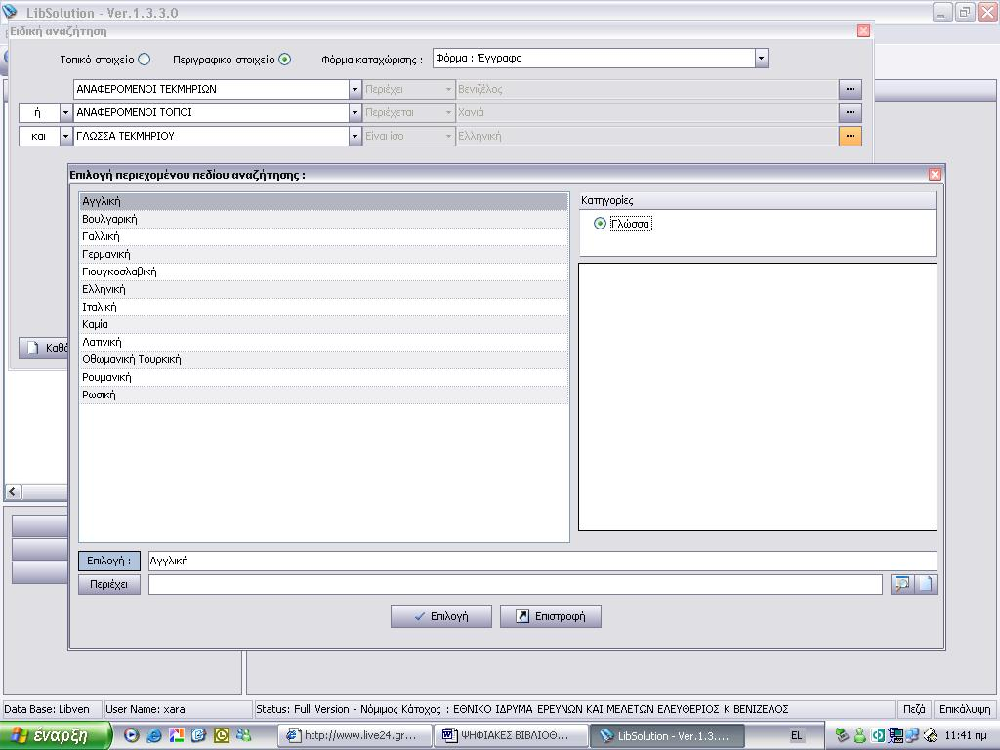 LibSolution - Ver.1.3.3.0
Ειδική αναζήτηση
Τοπικό στοιχείο Περιγραφικό στοιχείο Φόρμα καταχώρισης : Φόρμα : Έγγραφο
ΑΝΑΦΕΡΟΜΕΝΟΙ ΤΕΚΜΗΡΙΩΝ Περιέχει Βενιζέλος ...
ή ΑΝΑΦΕΡΟΜΕΝΟΙ ΤΟΠΟΙ Περιέχεται Χανιά ...
και ΓΛΩΣΣΑ ΤΕΚΜΗΡΙΟΥ Είναι ίσο Ελληνική ...
Επιλογή περιεχομένου πεδίου αναζήτησης :
Αγγλική
Βουλγαρική
Γαλλική
Γερμανική
Γιουγκοσλαβική
Ελληνική
Ιταλική
Καμία
Λατινική
Οθωμανική Τουρκική
Ρουμανική
Ρωσική
Κατηγορίες
Γλώσσα
Καθά
Επιλογή : Αγγλική
Περιέχει
Επιλογή Επιστροφή
Data Base: Libven User Name: xara Status: Full Version - Νόμιμος Κάτοχος : ΕΘΝΙΚΟ ΙΔΡΥΜΑ ΕΡΕΥΝΩΝ ΚΑΙ ΜΕΛΕΤΩΝ ΕΛΕΥΘΕΡΙΟΣ Κ ΒΕΝΙΖΕΛΟΣ Πεζά Επικάλυψη
έναρξη http://www.live24.gr... ΨΗΦΙΑΚΕΣ ΒΙΒΛΙΟΘ... LibSolution - Ver.1.3.... EL 11:41 πμ